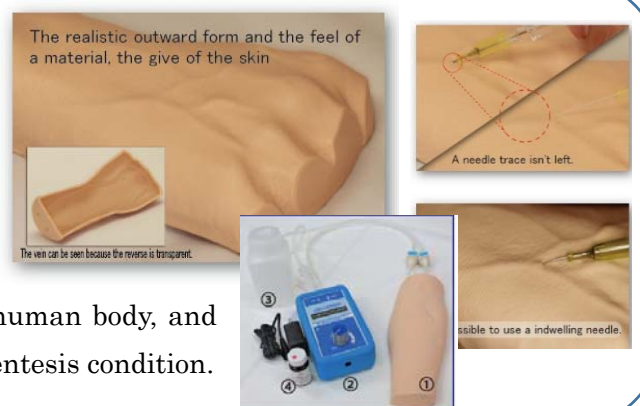 The realistic outward form and the feel of
a material, the give of the skin
The vein can be seen because the reverse is transparent.
A needle trace isn't left.
ssible to use a indwelling needle.
human body, and
entesis condition.
③
④
②
①